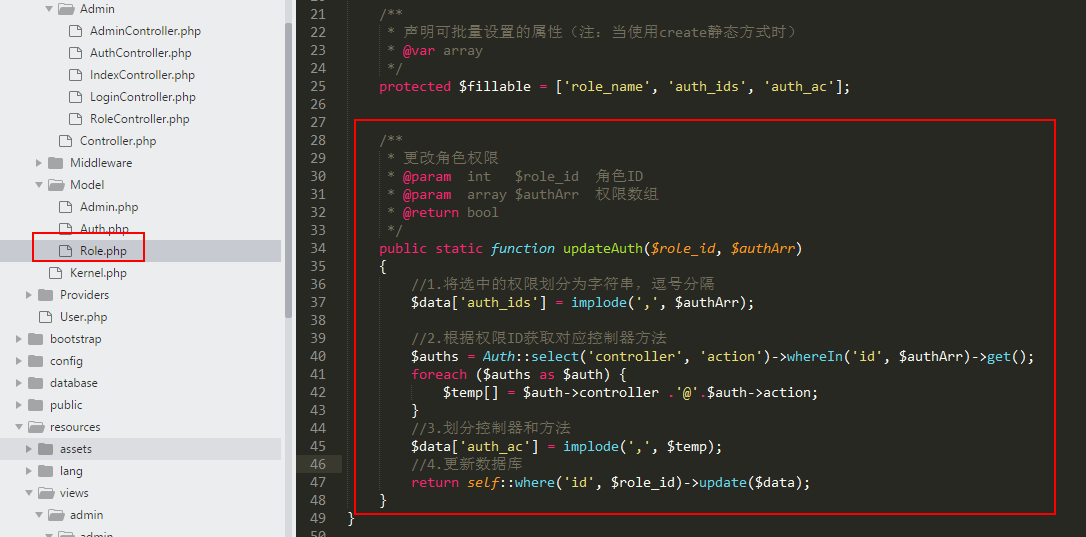 Admin
AdminController.php
AuthController.php
IndexController.php
LoginController.php
RoleController.php
Controller.php
Middleware
Model
Admin.php
Auth.php
Role.php
Kernel.php
Providers
User.php
bootstrap
config
database
public
resources
assets
lang
views
admin
21 /**
22 * 声明可批量设置的属性（注：当使用create静态方式时）
23 * @var array
24 */
25 protected $fillable = ['role_name', 'auth_ids', 'auth_ac'];
26
27
28 /**
29 * 更改角色权限
30 * @param int $role_id 角色ID
31 * @param array $authArr 权限数组
32 * @return bool
33 */
34 public static function updateAuth($role_id, $authArr)
35 {
36 //1.将选中的权限划分为字符串，逗号分隔
37 $data['auth_ids'] = implode(',', $authArr);
38
39 //2.根据权限ID获取对应控制器方法
40 $auths = Auth::select('controller', 'action')->whereIn('id', $authArr)->get();
41 foreach ($auths as $auth) {
42 $temp[] = $auth->controller .'@'.$auth->action;
43 }
44 //3.划分控制器和方法
45 $data['auth_ac'] = implode(',', $temp);
46 //4.更新数据库
47 return self::where('id', $role_id)->update($data);
48 }
49 }